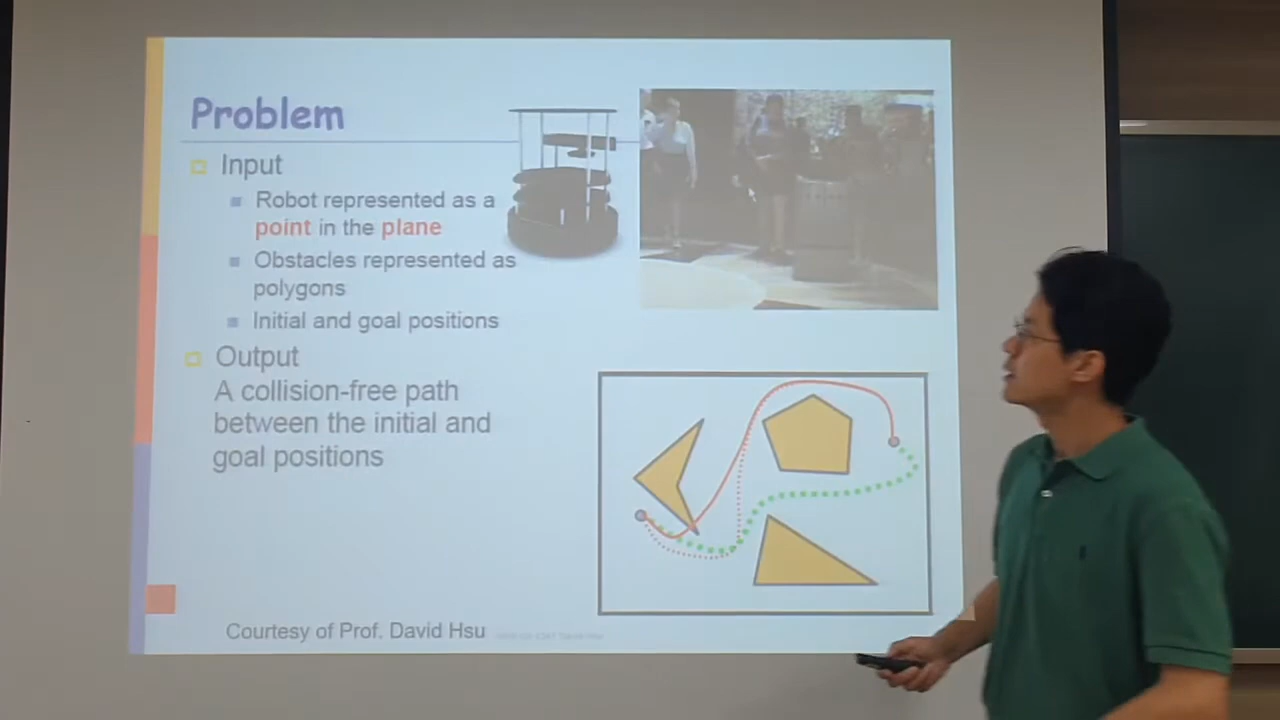 Problem
Input
Robot represented as a
point in the plane
Obstacles represented as
polygons
Initial and goal positions
Output
A collision-free path
between the initial and
goal positions
Courtesy of Prof. David Hsu